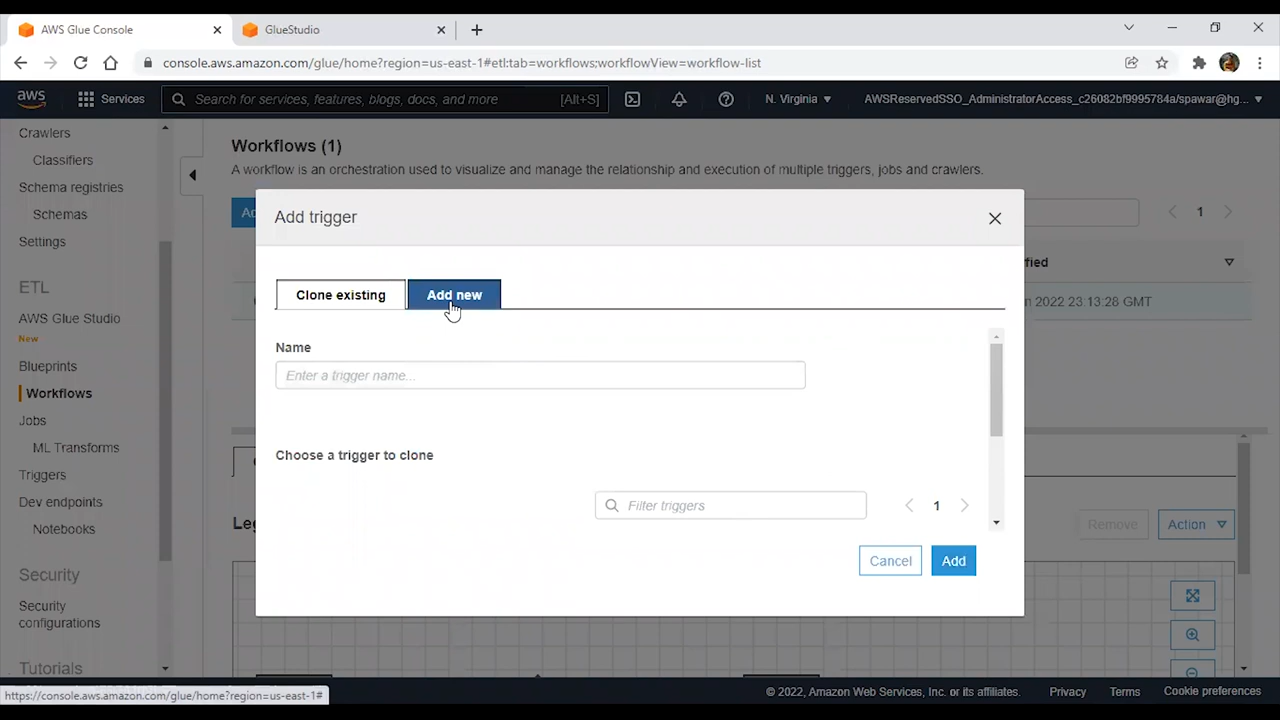 AWS Glue Console
GlueStudio
console.aws.amazon.com/glue/home?region=us-east-1#etl:tab=workflows;workflowView=workflow-list
aws
Services
Search for services, features, blogs, docs, and more
[Alt+S]
N. Virginia
AWSReservedSSO_AdministratorAccess_c26082bf9995784a/spawar@hg...
Crawlers
Classifiers
Schema registries
Schemas
Settings
ETL
AWS Glue Studio
New
Blueprints
Workflows
Jobs
ML Transforms
Triggers
Dev endpoints
Notebooks
Security
Security
configurations
Tutorials
Workflows (1)
A workflow is an orchestration used to visualize and manage the relationship and execution of multiple triggers, jobs and crawlers.
1
2022 23:13:28 GMT
Remove
Action
Add trigger
Clone existing
Add new
Name
Enter a trigger name...
Choose a trigger to clone
Filter triggers
1
Cancel
Add
https://console.aws.amazon.com/glue/home?region=us-east-1#
© 2022, Amazon Web Services, Inc. or its affiliates.
Privacy
Terms
Cookie preferences